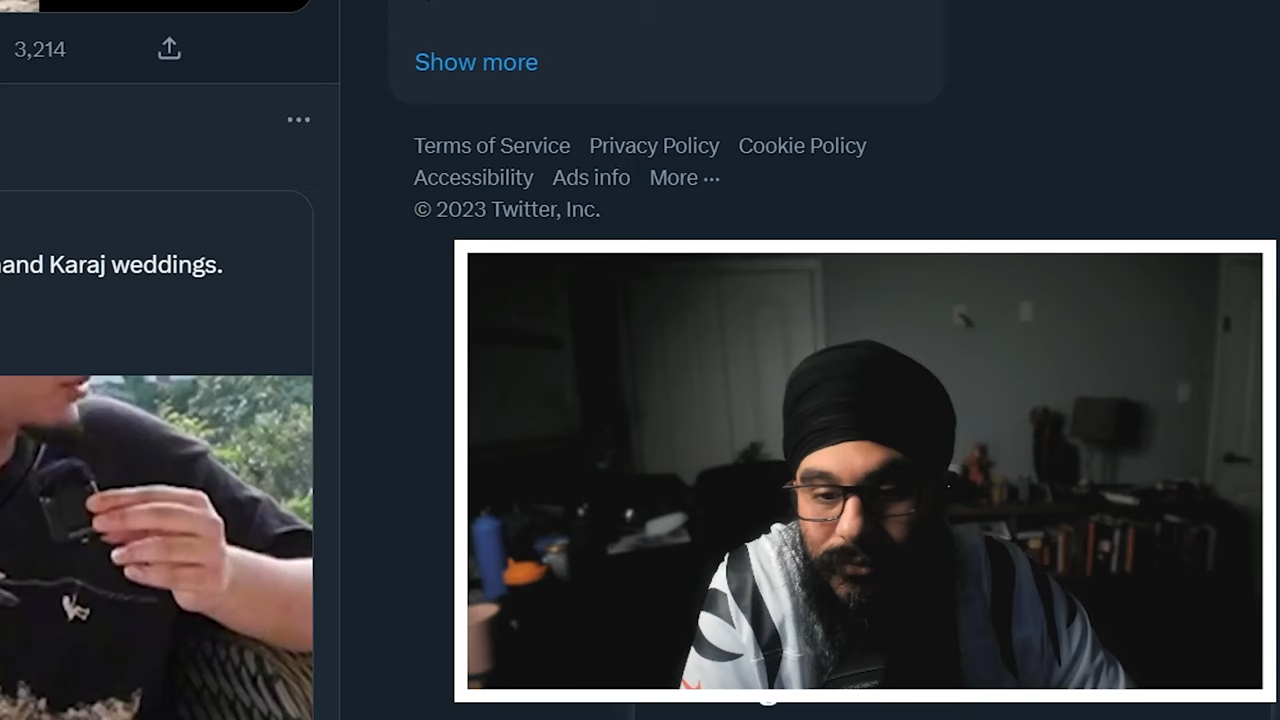 3,214
Show more
Terms of Service Privacy Policy Cookie Policy
Accessibility Ads info More ···
© 2023 Twitter, Inc.
Karaj weddings.